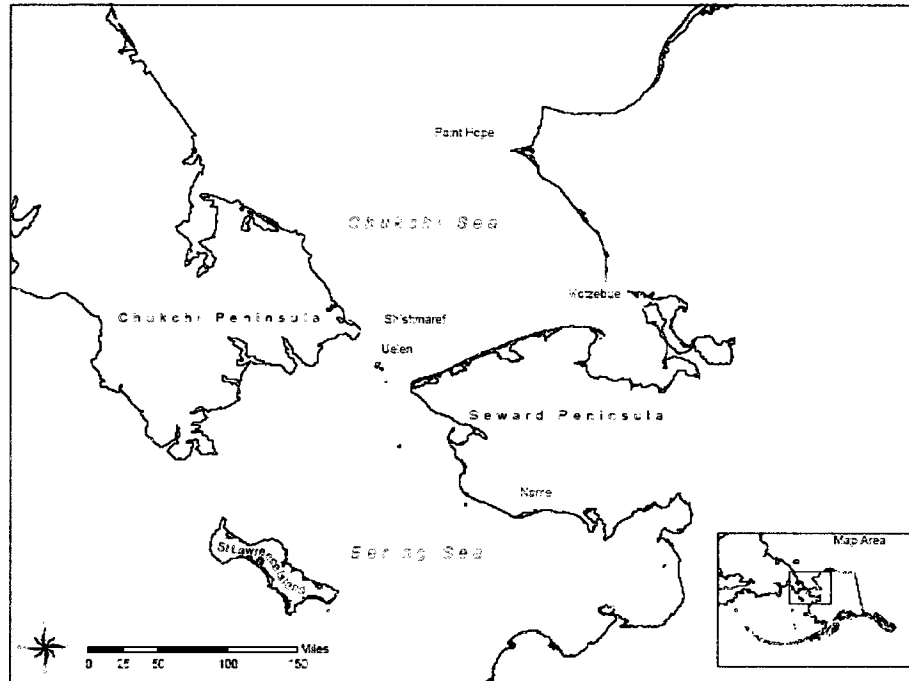 Point Hope
Chukchi Sea
Kotzebue
Chukchi Peninsula
Shishmaref
Uelen
Seward Peninsula
Nome
Bering Sea
St Lawrence Island
Map Area
Miles
0 25 50 100 150